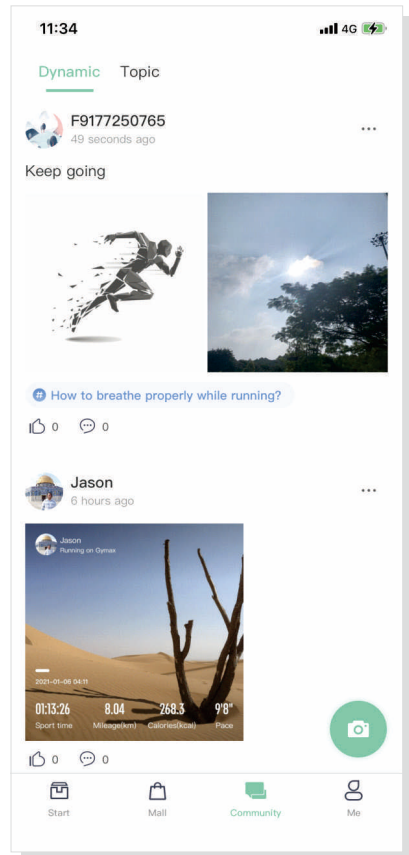 11:34
4G
Dynamic Topic
F9177250765
49 seconds ago
Keep going
# How to breathe properly while running?
0 0
Jason
6 hours ago
Jason
Running on Gymax
2021-01-06 04:11
01:13:26 8.04 268.3 9'8"
Sport time Mileage(km) Calories(kcal) Pace
0 0
Start Mall Community Me